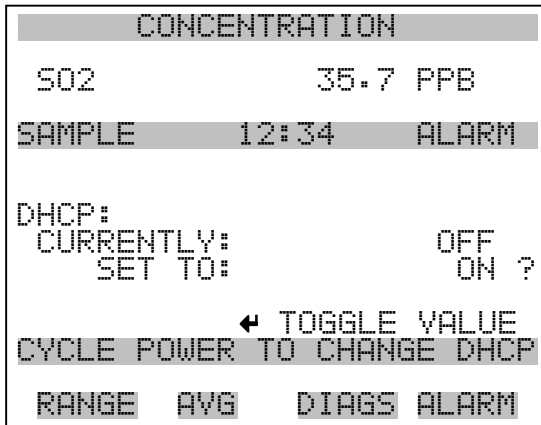 CONCENTRATION
SO2 35.7 PPB
SAMPLE 12:34 ALARM
DHCP:
CURRENTLY: OFF
SET TO: ON ?
↵ TOGGLE VALUE
CYCLE POWER TO CHANGE DHCP
RANGE AVG DIAGS ALARM